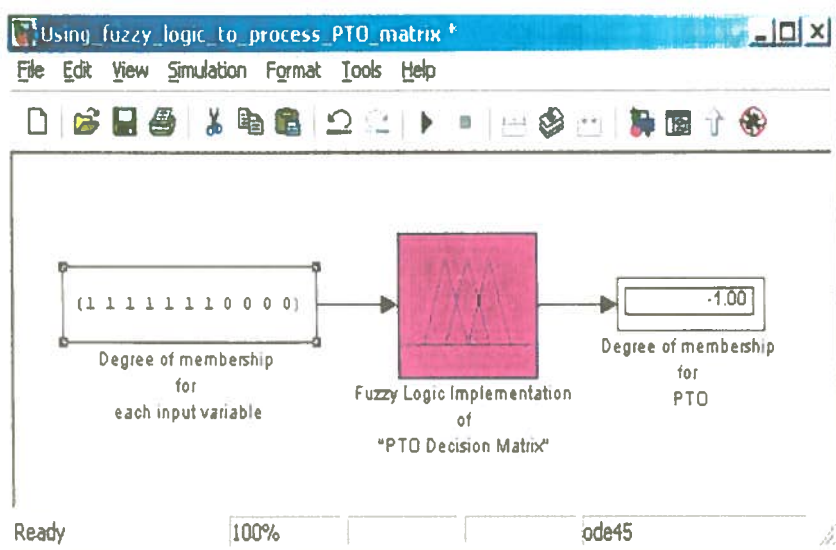 Using_fuzzy_logic_to_process_PTO_matrix *
File Edit View Simulation Format Tools Help
(1 1 1 1 1 1 1 0 0 0 0)
Degree of membership
for
each input variable
Fuzzy Logic Implementation
of
"PTO Decision Matrix"
-1.00
Degree of membership
for
PTO
Ready 100% ode45